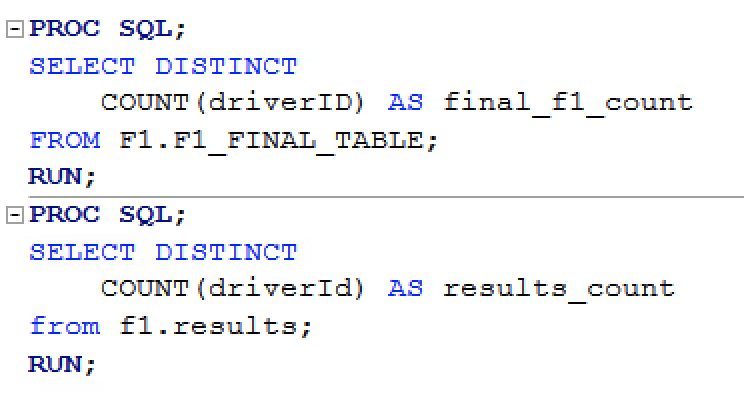 PROC SQL;
SELECT DISTINCT
COUNT(driverID) AS final_f1_count
FROM F1.F1_FINAL_TABLE;
RUN;
PROC SQL;
SELECT DISTINCT
COUNT(driverId) AS results_count
from f1.results;
RUN;